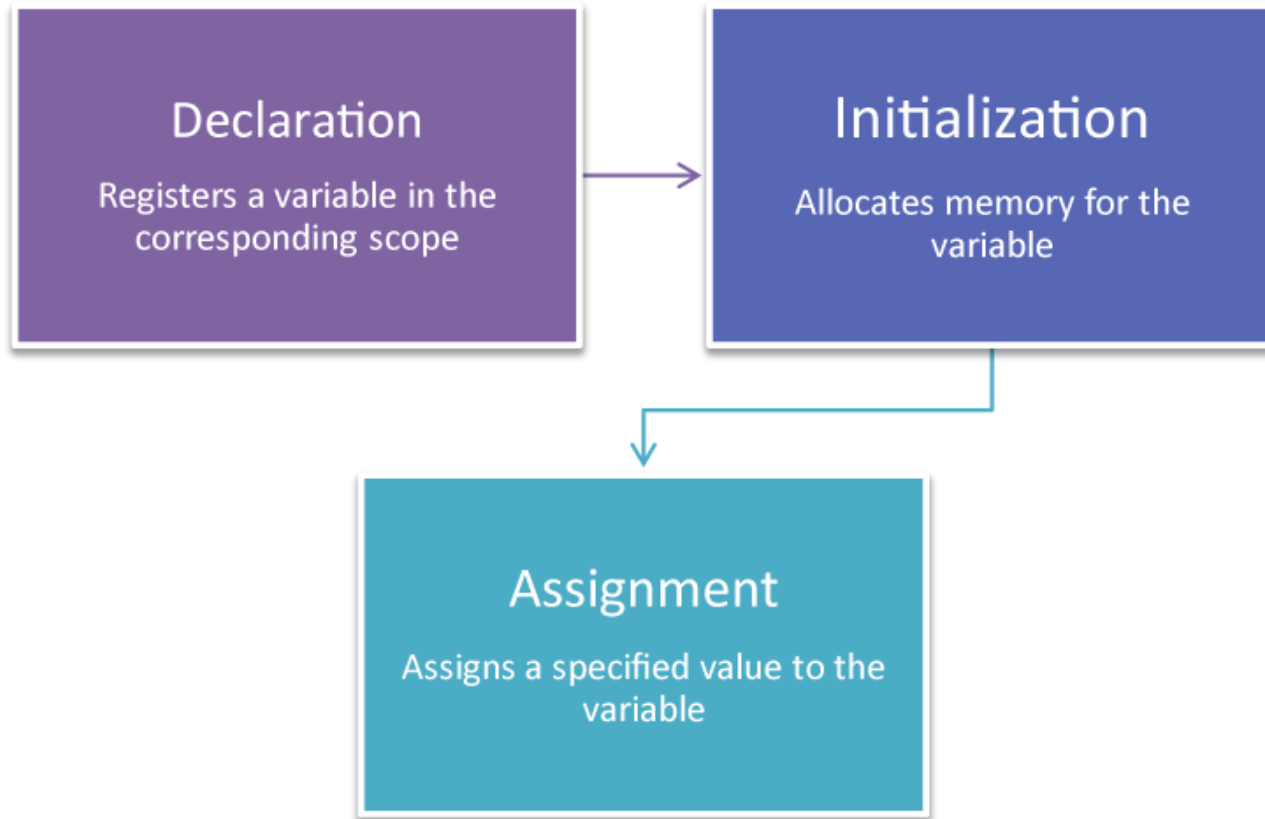 Declaration
Registers a variable in the
corresponding scope
Initialization
Allocates memory for the
variable
Assignment
Assigns a specified value to the
variable